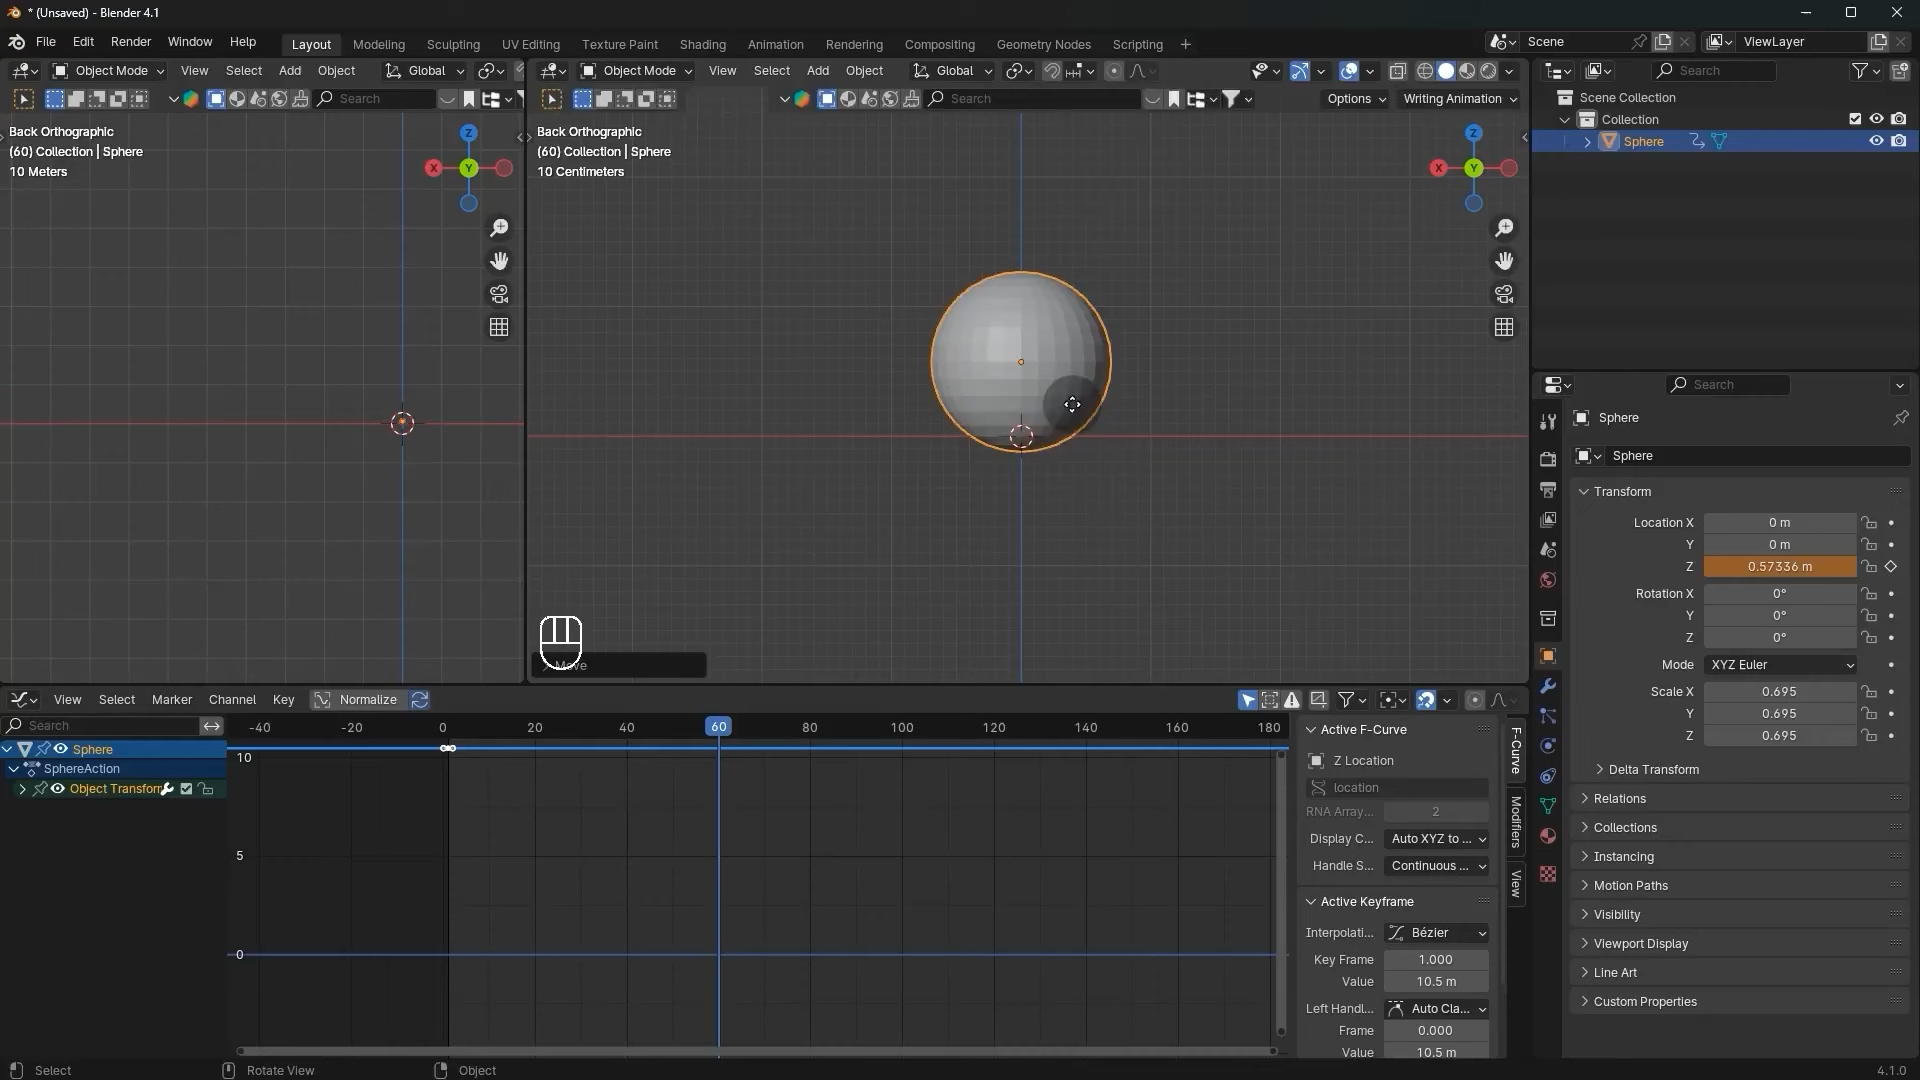 * (Unsaved) - Blender 4.1
File Edit Render Window Help
Layout Modeling Sculpting UV Editing Texture Paint Shading Animation Rendering Compositing Geometry Nodes Scripting +
Scene
ViewLayer
Object Mode View Select Add Object Global
Object Mode View Select Add Object Global
Search
Search
Search
Options Writing Animation
Back Orthographic
(60) Collection | Sphere
10 Meters
Z
X
Y
Back Orthographic
(60) Collection | Sphere
10 Centimeters
Z
X
Y
Move
Scene Collection
Collection
Sphere
Search
Sphere
Sphere
Transform
Location X 0 m
Y 0 m
Z 0.57336 m
Rotation X 0°
Y 0°
Z 0°
Mode XYZ Euler
Scale X 0.695
Y 0.695
Z 0.695
Delta Transform
Relations
Collections
Instancing
Motion Paths
Visibility
Viewport Display
Line Art
Custom Properties
View Select Marker Channel Key Normalize
Search
-40 -20 0 20 40 60 80 100 120 140 160 180
Sphere
SphereAction
Object Transfor
10
5
0
Active F-Curve
Z Location
location
RNA Array... 2
Display C... Auto XYZ to ...
Handle S... Continuous ...
Active Keyframe
Interpolati... Bézier
Key Frame 1.000
Value 10.5 m
Left Handl... Auto Cla...
Frame 0.000
Value 10.5 m
F-Curve
Modifiers
View
Select Rotate View Object
4.1.0